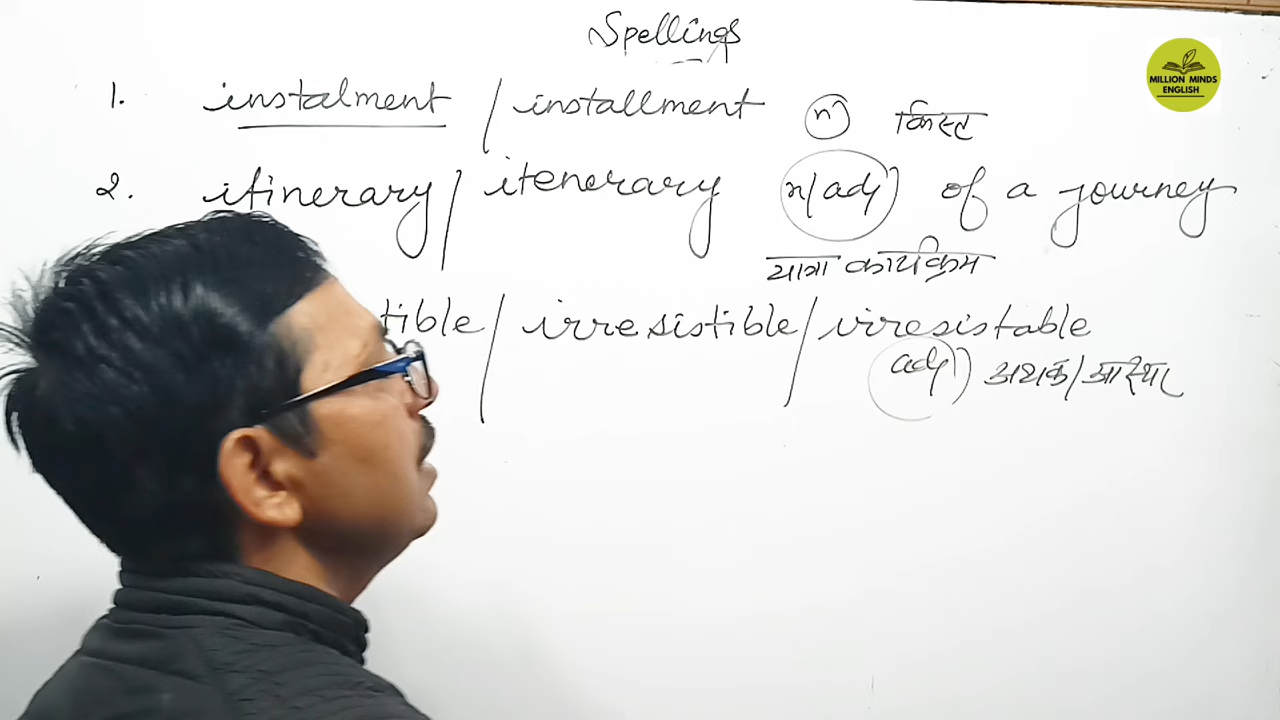 Spellings
MILLION MINDS
ENGLISH
1. instalment / installment n) किस्त
2. itinerary / itenerary n/adj) of a journey
यात्रा कार्यक्रम
tible / irresistible / irresistable
adj)